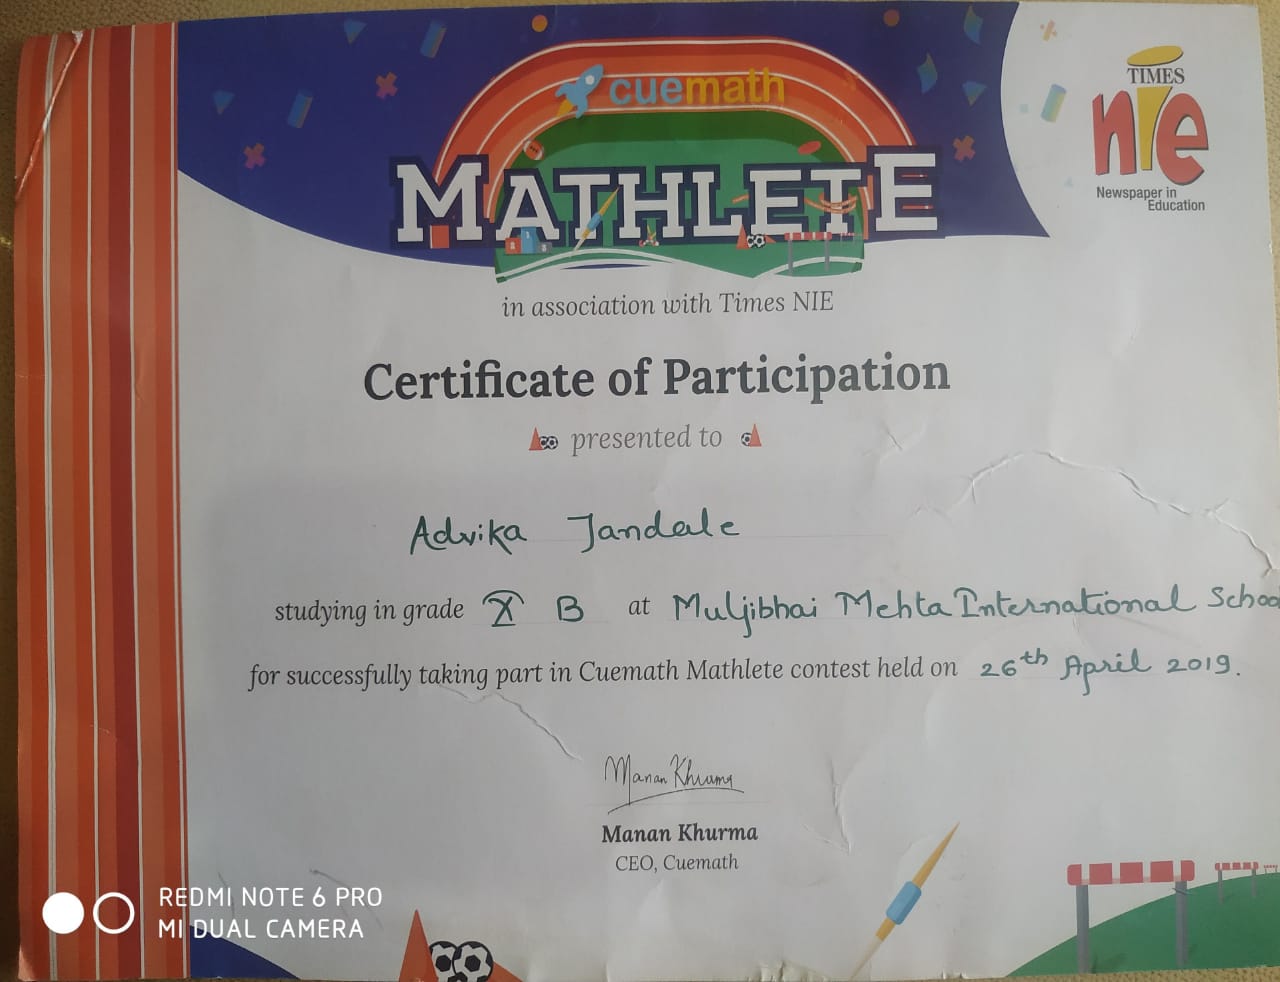 cuemath
MATHLETE
TIMES
nie
Newspaper in
Education
in association with Times NIE
Certificate of Participation
presented to
Advika Jandale
studying in grade X B at Muljibhai Mehta International School
for successfully taking part in Cuemath Mathlete contest held on 26th April 2019.
Manan Khurma
Manan Khurma
CEO, Cuemath
REDMI NOTE 6 PRO
MI DUAL CAMERA